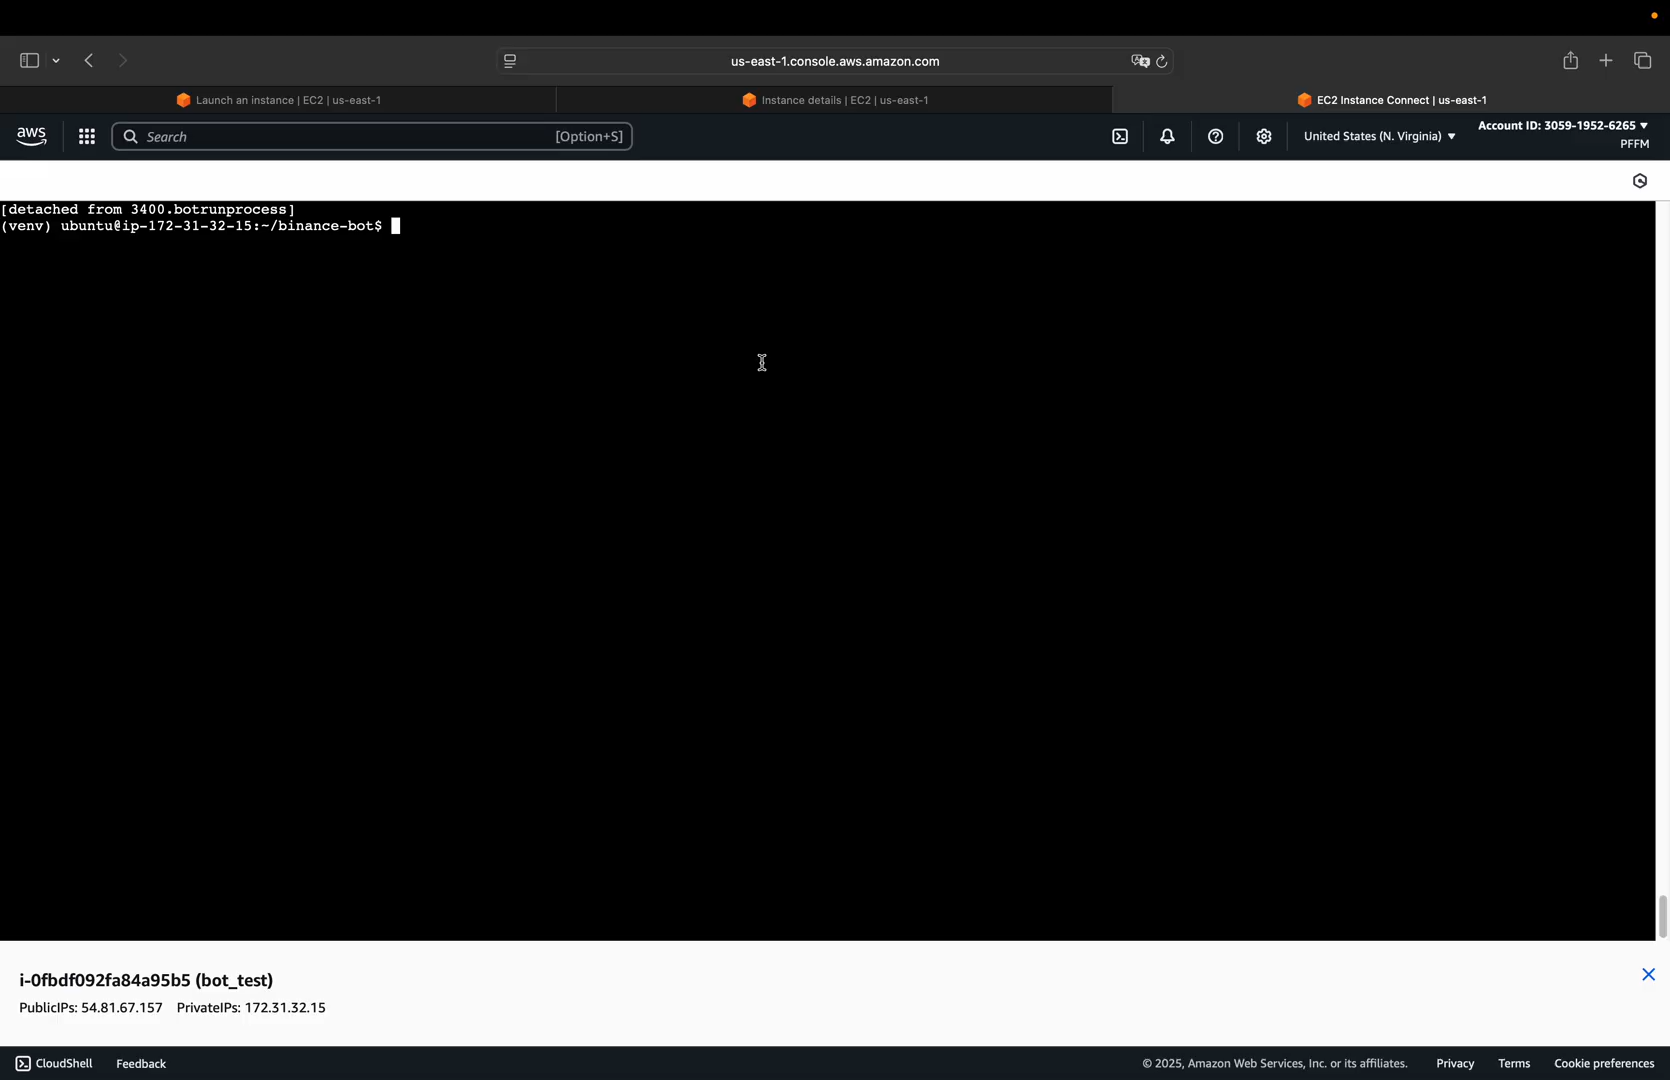 us-east-1.console.aws.amazon.com
Launch an instance | EC2 | us-east-1
Instance details | EC2 | us-east-1
EC2 Instance Connect | us-east-1
aws
Search
[Option+S]
United States (N. Virginia)
Account ID: 3059-1952-6265
PFFM
[detached from 3400.botrunprocess]
(venv) ubuntu@ip-172-31-32-15:~/binance-bot$
i-0fbdf092fa84a95b5 (bot_test)
PublicIPs: 54.81.67.157 PrivateIPs: 172.31.32.15
CloudShell
Feedback
© 2025, Amazon Web Services, Inc. or its affiliates.
Privacy
Terms
Cookie preferences